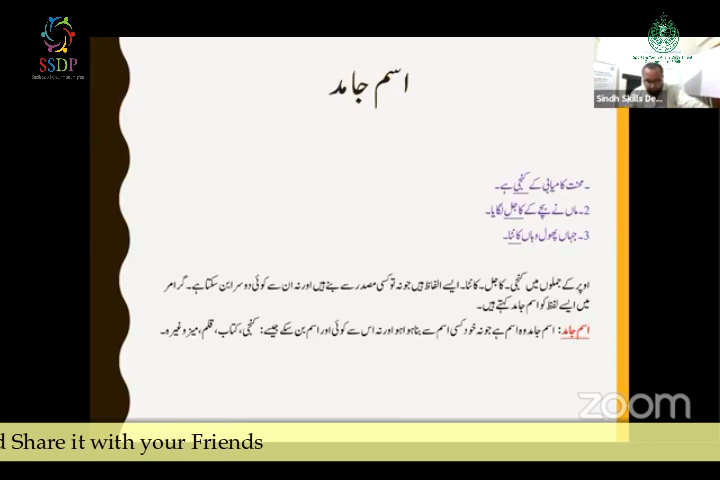 SSDP
Sindh Skills De...
اسم جامد
۔ محنت کامیابی کے کنجی ہے۔
2۔ ماں نے بچے کے کاجل لگایا۔
3۔ جہاں پھول وہاں کانٹا۔
اوپر کے جملوں میں کنجی۔ کاجل۔ کانٹا۔ ایسے الفاظ ہیں جو نہ تو کسی مصدر سے بنے ہیں اور نہ ان سے کوئی دوسرا بن سکتا ہے۔ گرامر
میں ایسے لفظ کو اسم جامد کہتے ہیں۔
اسم جامد: اسم جامد وہ اسم ہے جو نہ خود کسی اسم سے بنا ہوا ہو اور نہ اس سے کوئی اور اسم بن سکے جیسے: کنجی، کتاب، قلم، میز وغیرہ۔
zoom
d Share it with your Friends